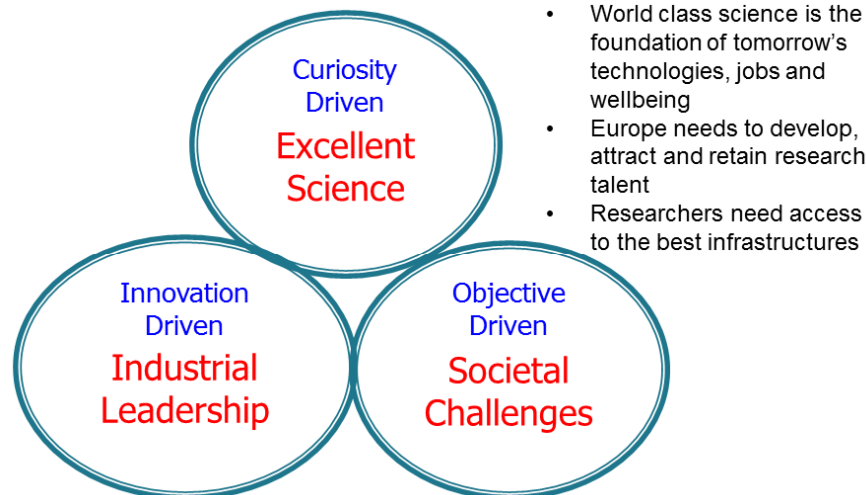 Curiosity
Driven
Excellent
Science
Innovation
Driven
Industrial
Leadership
Objective
Driven
Societal
Challenges
• World class science is the
foundation of tomorrow's
technologies, jobs and
wellbeing
• Europe needs to develop,
attract and retain research
talent
• Researchers need access
to the best infrastructures